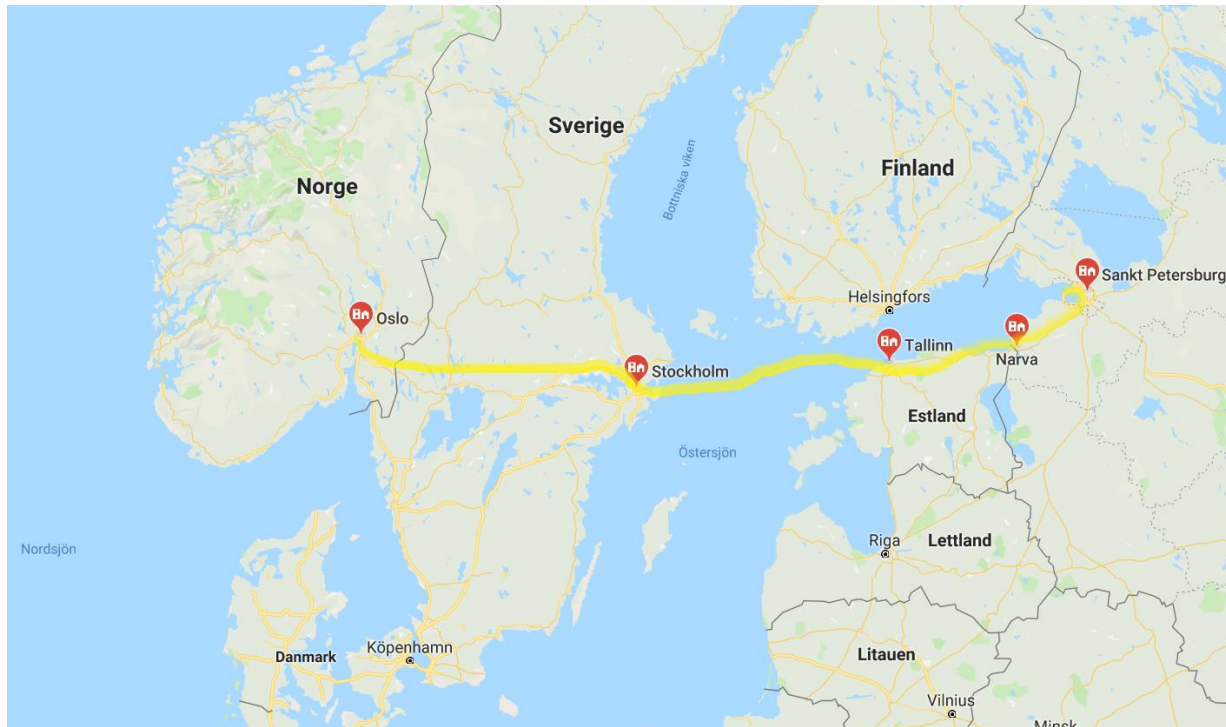 Sverige
Bottniska viken
Finland
Norge
Sankt Petersburg
Helsingfors
Oslo
Tallinn
Narva
Stockholm
Estland
Östersjön
Nordsjön
Riga
Lettland
Köpenhamn
Danmark
Litauen
Vilnius
Minsk